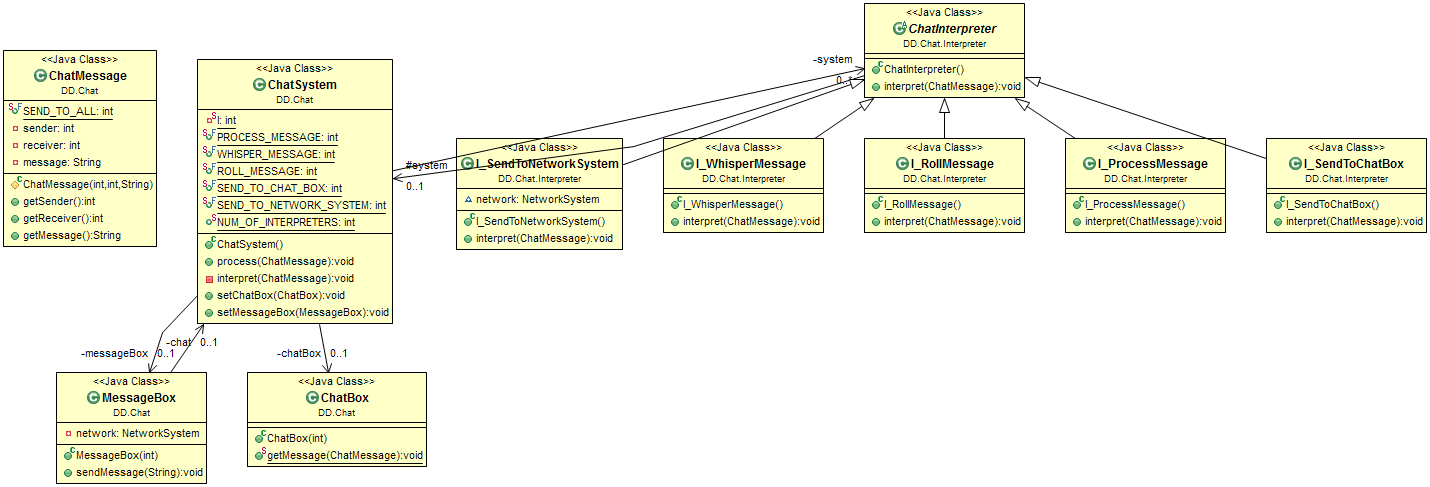 <<Java Class>>
ChatMessage
DD.Chat
SEND_TO_ALL: int
sender: int
receiver: int
message: String
ChatMessage(int,int,String)
getSender():int
getReceiver():int
getMessage():String
<<Java Class>>
ChatSystem
DD.Chat
I: int
PROCESS_MESSAGE: int
WHISPER_MESSAGE: int
ROLL_MESSAGE: int
SEND_TO_CHAT_BOX: int
SEND_TO_NETWORK_SYSTEM: int
NUM_OF_INTERPRETERS: int
ChatSystem()
process(ChatMessage):void
interpret(ChatMessage):void
setChatBox(ChatBox):void
setMessageBox(MessageBox):void
-system
0..*
#system
0..1
<<Java Class>>
ChatInterpreter
DD.Chat.Interpreter
ChatInterpreter()
interpret(ChatMessage):void
<<Java Class>>
I_SendToNetworkSystem
DD.Chat.Interpreter
network: NetworkSystem
I_SendToNetworkSystem()
interpret(ChatMessage):void
<<Java Class>>
I_WhisperMessage
DD.Chat.Interpreter
I_WhisperMessage()
interpret(ChatMessage):void
<<Java Class>>
I_RollMessage
DD.Chat.Interpreter
I_RollMessage()
interpret(ChatMessage):void
<<Java Class>>
I_ProcessMessage
DD.Chat.Interpreter
I_ProcessMessage()
interpret(ChatMessage):void
<<Java Class>>
I_SendToChatBox
DD.Chat.Interpreter
I_SendToChatBox()
interpret(ChatMessage):void
-chat 0..1
-messageBox 0..1
-chatBox 0..1
<<Java Class>>
MessageBox
DD.Chat
network: NetworkSystem
MessageBox(int)
sendMessage(String):void
<<Java Class>>
ChatBox
DD.Chat
ChatBox(int)
getMessage(ChatMessage):void